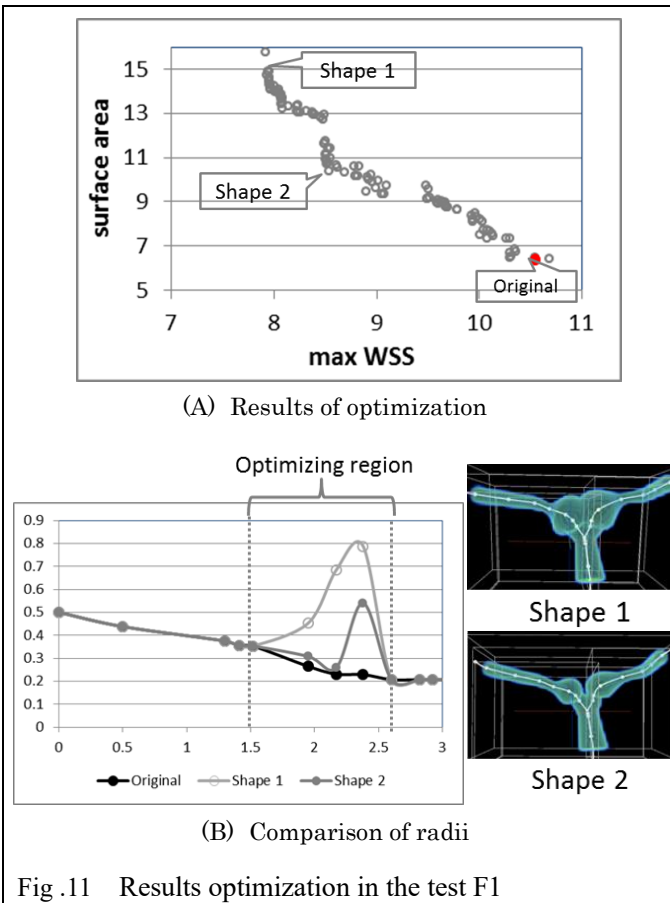 surface area
15
13
11
9
7
5
Shape 1
Shape 2
Original
7 8 9 10 11
max WSS
(A) Results of optimization
Optimizing region
0.9
0.8
0.7
0.6
0.5
0.4
0.3
0.2
0.1
0
0 0.5 1 1.5 2 2.5 3
Original Shape 1 Shape 2
Shape 1
Shape 2
(B) Comparison of radii
Fig .11 Results optimization in the test F1